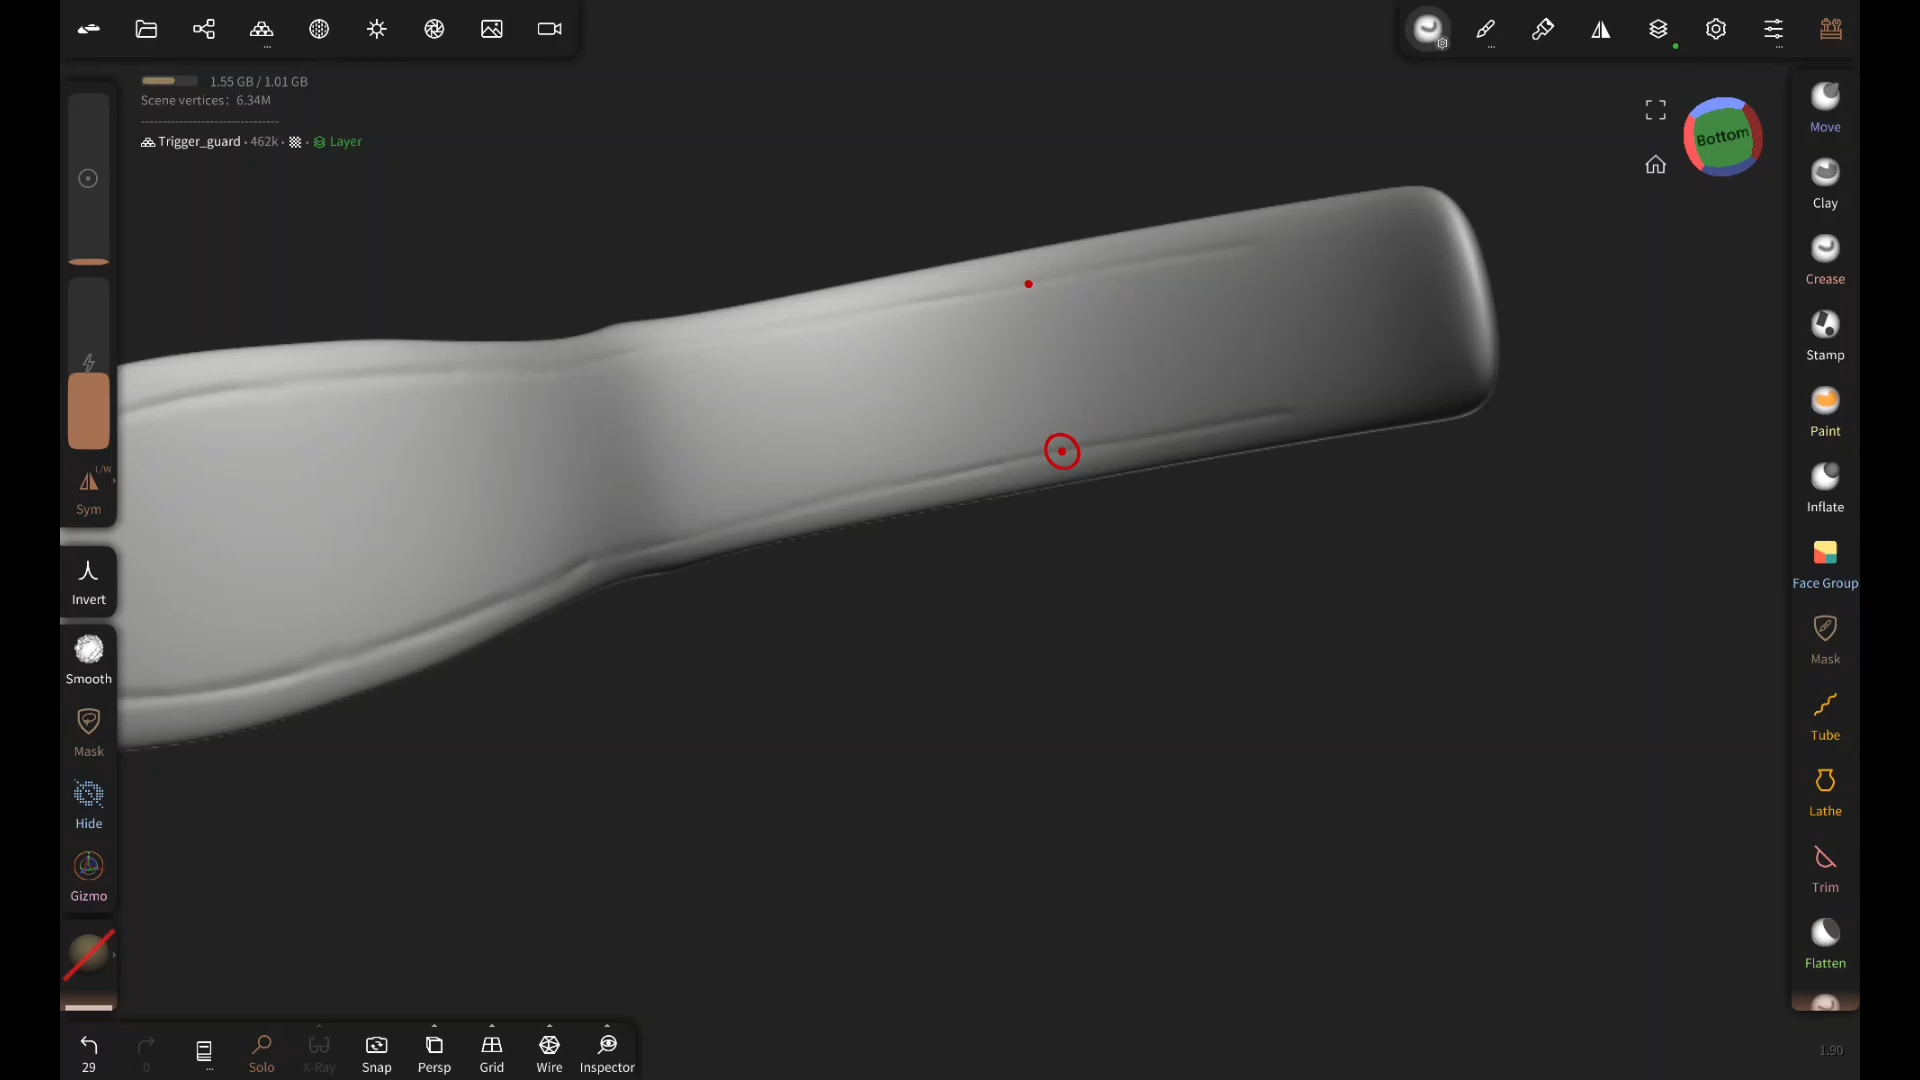 1.55 GB / 1.01 GB
Scene vertices: 6.34M
Trigger_guard • 462k • • Layer
Bottom
Move
Clay
Crease
Stamp
Paint
Inflate
Face Group
Mask
Tube
Lathe
Trim
Flatten
L/W
Sym
Invert
Smooth
Mask
Hide
Gizmo
29
0
Solo
X-Ray
Snap
Persp
Grid
Wire
Inspector
1.90